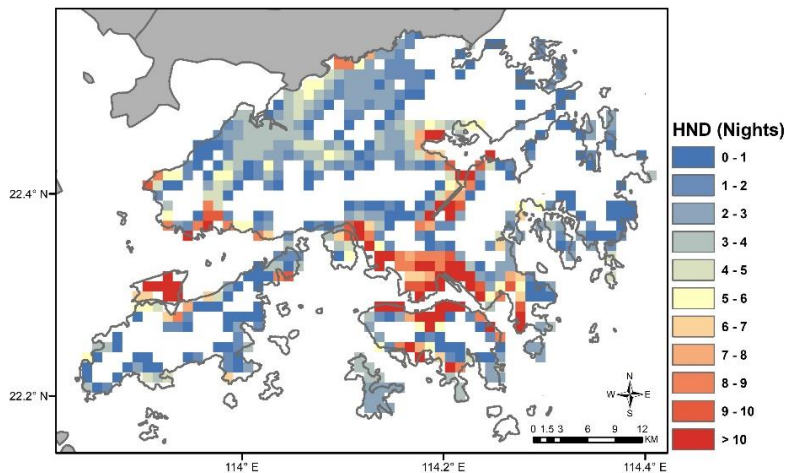 HND (Nights)
0 - 1
1 - 2
2 - 3
3 - 4
4 - 5
5 - 6
6 - 7
7 - 8
8 - 9
9 - 10
> 10
22.4° N
22.2° N
N
W E
S
0 1.5 3 6 9 12
KM
114° E 114.2° E 114.4° E